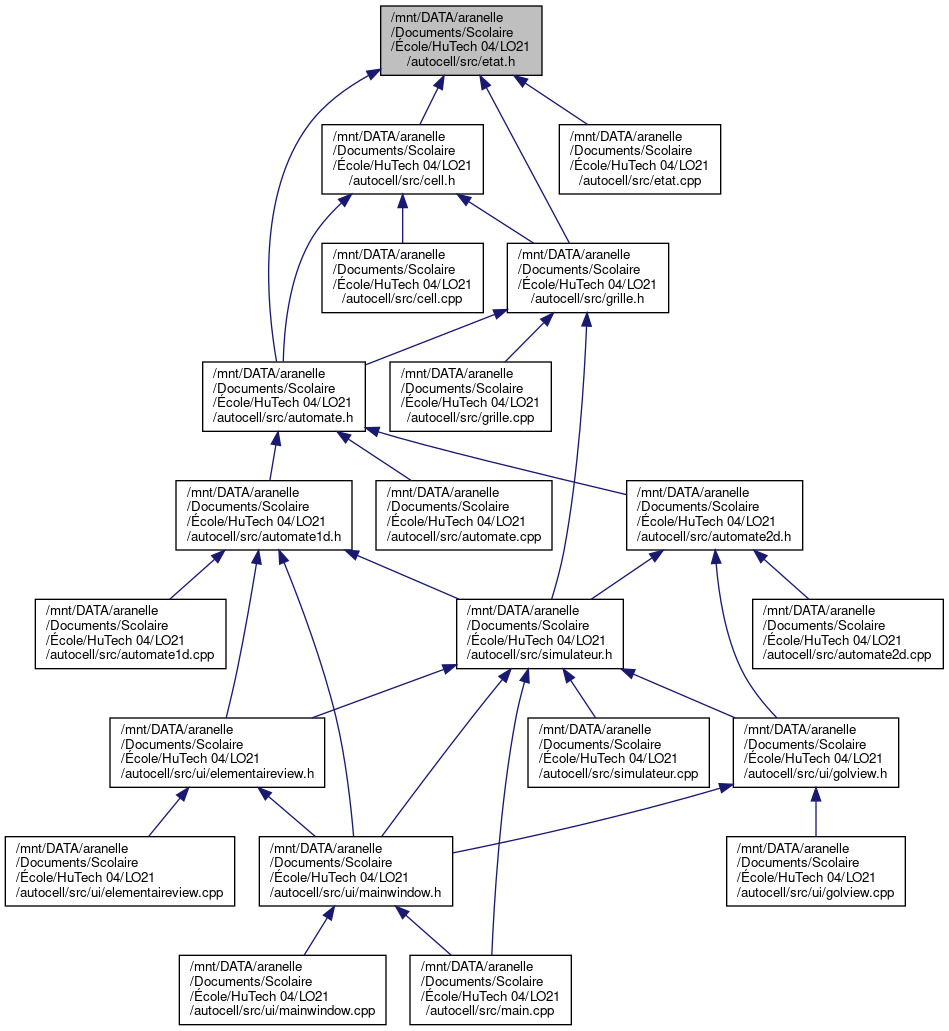 /mnt/DATA/aranelle
/Documents/Scolaire
/École/HuTech 04/LO21
/autocell/src/etat.h
/mnt/DATA/aranelle
/Documents/Scolaire
/École/HuTech 04/LO21
/autocell/src/cell.h
/mnt/DATA/aranelle
/Documents/Scolaire
/École/HuTech 04/LO21
/autocell/src/etat.cpp
/mnt/DATA/aranelle
/Documents/Scolaire
/École/HuTech 04/LO21
/autocell/src/cell.cpp
/mnt/DATA/aranelle
/Documents/Scolaire
/École/HuTech 04/LO21
/autocell/src/grille.h
/mnt/DATA/aranelle
/Documents/Scolaire
/École/HuTech 04/LO21
/autocell/src/automate.h
/mnt/DATA/aranelle
/Documents/Scolaire
/École/HuTech 04/LO21
/autocell/src/grille.cpp
/mnt/DATA/aranelle
/Documents/Scolaire
/École/HuTech 04/LO21
/autocell/src/automate1d.h
/mnt/DATA/aranelle
/Documents/Scolaire
/École/HuTech 04/LO21
/autocell/src/automate.cpp
/mnt/DATA/aranelle
/Documents/Scolaire
/École/HuTech 04/LO21
/autocell/src/automate2d.h
/mnt/DATA/aranelle
/Documents/Scolaire
/École/HuTech 04/LO21
/autocell/src/automate1d.cpp
/mnt/DATA/aranelle
/Documents/Scolaire
/École/HuTech 04/LO21
/autocell/src/simulateur.h
/mnt/DATA/aranelle
/Documents/Scolaire
/École/HuTech 04/LO21
/autocell/src/automate2d.cpp
/mnt/DATA/aranelle
/Documents/Scolaire
/École/HuTech 04/LO21
/autocell/src/ui/elementaireview.h
/mnt/DATA/aranelle
/Documents/Scolaire
/École/HuTech 04/LO21
/autocell/src/simulateur.cpp
/mnt/DATA/aranelle
/Documents/Scolaire
/École/HuTech 04/LO21
/autocell/src/ui/golview.h
/mnt/DATA/aranelle
/Documents/Scolaire
/École/HuTech 04/LO21
/autocell/src/ui/elementaireview.cpp
/mnt/DATA/aranelle
/Documents/Scolaire
/École/HuTech 04/LO21
/autocell/src/ui/mainwindow.h
/mnt/DATA/aranelle
/Documents/Scolaire
/École/HuTech 04/LO21
/autocell/src/ui/golview.cpp
/mnt/DATA/aranelle
/Documents/Scolaire
/École/HuTech 04/LO21
/autocell/src/ui/mainwindow.cpp
/mnt/DATA/aranelle
/Documents/Scolaire
/École/HuTech 04/LO21
/autocell/src/main.cpp